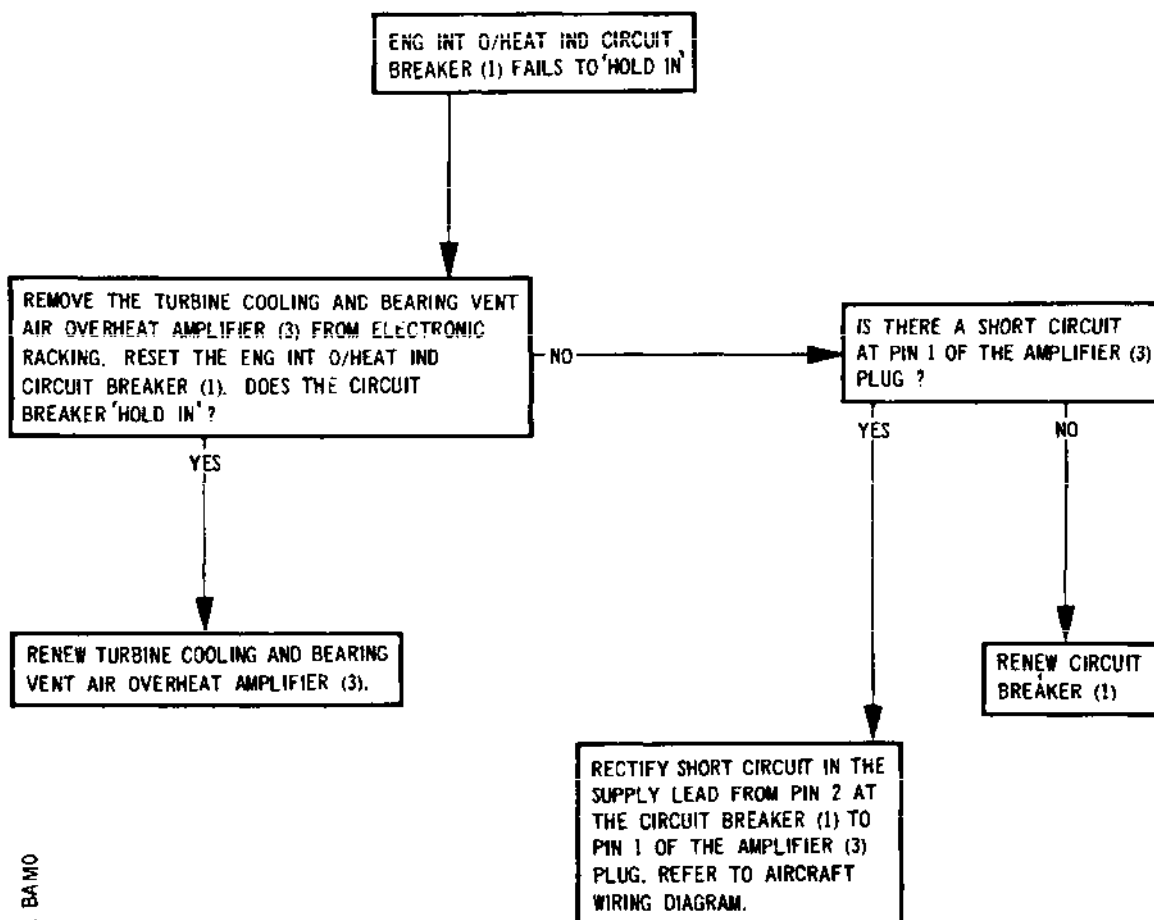 ENG INT O/HEAT IND CIRCUIT
BREAKER (1) FAILS TO 'HOLD IN'
REMOVE THE TURBINE COOLING AND BEARING VENT
AIR OVERHEAT AMPLIFIER (3) FROM ELECTRONIC
RACKING. RESET THE ENG INT O/HEAT IND
CIRCUIT BREAKER (1). DOES THE CIRCUIT
BREAKER 'HOLD IN'?
NO
IS THERE A SHORT CIRCUIT
AT PIN 1 OF THE AMPLIFIER (3)
PLUG ?
YES
YES
NO
RENEW TURBINE COOLING AND BEARING
VENT AIR OVERHEAT AMPLIFIER (3).
RENEW CIRCUIT
BREAKER (1)
RECTIFY SHORT CIRCUIT IN THE
SUPPLY LEAD FROM PIN 2 AT
THE CIRCUIT BREAKER (1) TO
PIN 1 OF THE AMPLIFIER (3)
PLUG. REFER TO AIRCRAFT
WIRING DIAGRAM.
BAMO